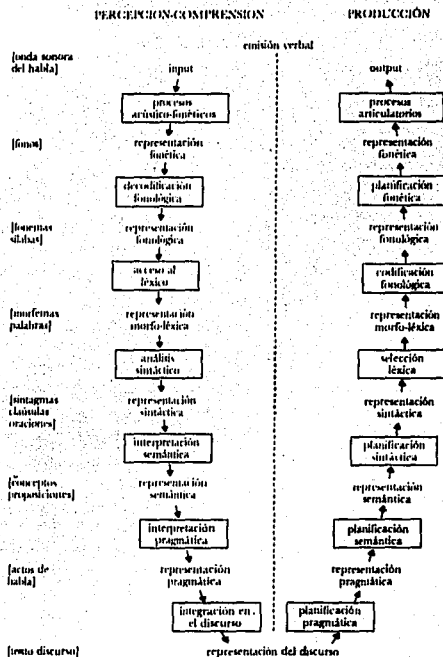 PERCEPCION-COMPRENSION PRODUCCIÓN
emisión verbal
[onda sonora
del habla] input output
procesos procesos
acústico-fonéticos articulatorios
[fonos] representación representación
fonética fonética
decodificación planificación
fonológica fonética
[fonemas representación representación
sílabas] fonológica fonológica
acceso al codificación
léxico fonológica
[morfemas representación representación
palabras] morfo-léxica morfo-léxica
análisis selección
sintáctico léxica
[sintagmas representación representación
claúsulas sintáctica sintáctica
oraciones]
interpretación planificación
semántica sintáctica
[conceptos representación representación
proposiciones] semántica semántica
interpretación planificación
pragmática semántica
[actos de representación representación
habla] pragmática pragmática
integración en planificación
el discurso pragmática
[texto discurso] representación del discurso